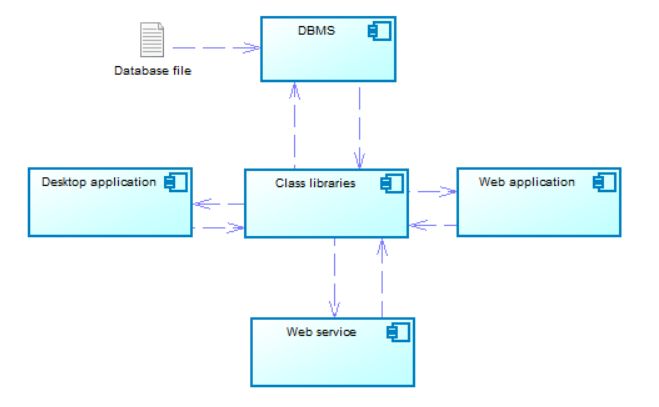 DBMS
Database file
Desktop application
Class libraries
Web application
Web service